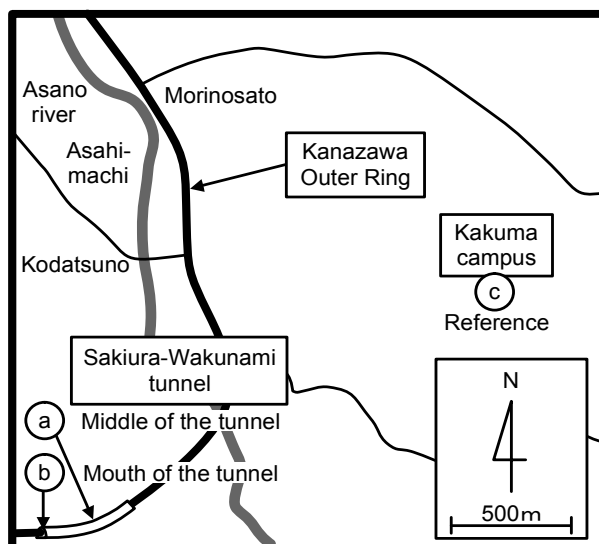 Asano
river
Morinosato
Asahi-
machi
Kanazawa
Outer Ring
Kodatsuno
Kakuma
campus
c
Reference
Sakiura-Wakunami
tunnel
a
Middle of the tunnel
b
Mouth of the tunnel
N
500m